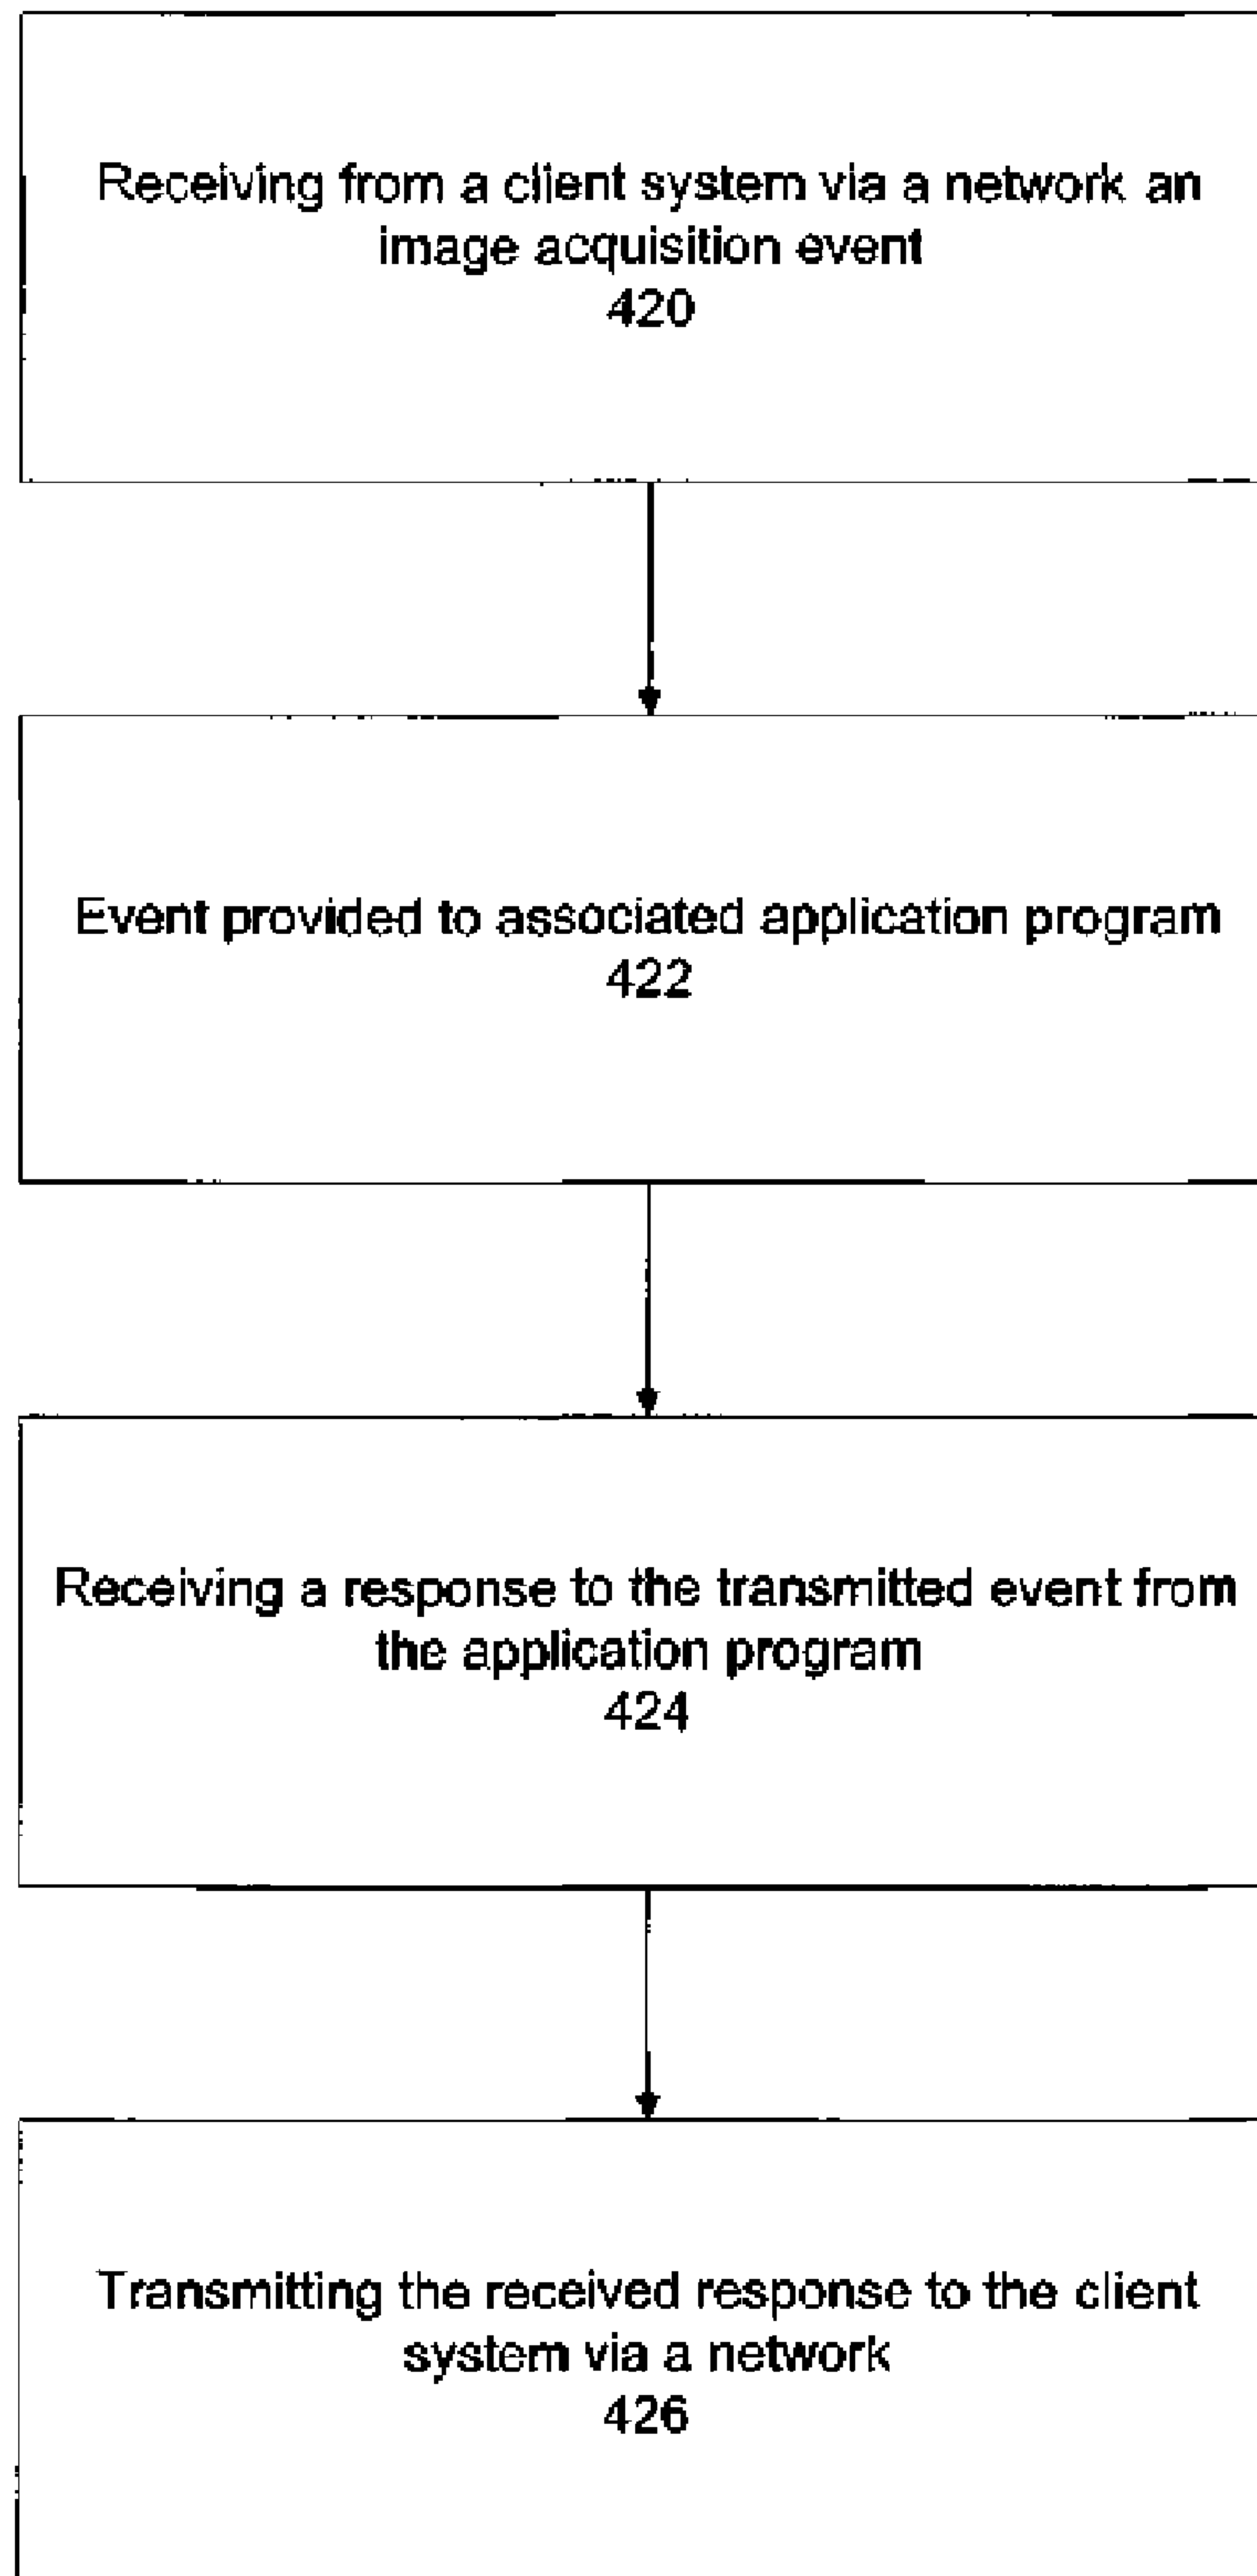 Receiving from a client system via a network an
image acquisition event
420
Event provided to associated application program
422
Receiving a response to the transmitted event from
the application program
424
Transmitting the received response to the client
system via a network
426